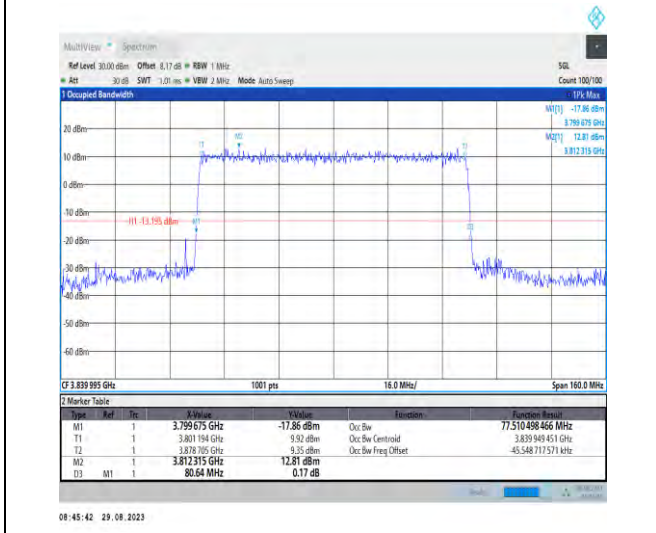 MultiView Spectrum
Ref Level 30.00 dBm Offset 8.17 dB RBW 1 MHz SGL
Att 30 dB SWT 1.01 ms VBW 2 MHz Mode Auto Sweep Count 100/100
1 Occupied Bandwidth 1Pk Max
M1[1] -17.86 dBm
3.799 675 GHz
M2[1] 12.81 dBm
3.812 315 GHz
20 dBm
M2
T1
10 dBm
0 dBm
-10 dBm
H1 -13.195 dBm
M1
-20 dBm
-30 dBm
-40 dBm
-50 dBm
-60 dBm
CF 3.839 995 GHz 1001 pts 16.0 MHz/ Span 160.0 MHz
2 Marker Table
Type Ref Trc X-Value Y-Value Function Function Result
M1 1 3.799 675 GHz -17.86 dBm Occ Bw 77.510 498 466 MHz
T1 1 3.801 194 GHz 9.92 dBm Occ Bw Centroid 3.839 949 451 GHz
T2 1 3.878 705 GHz 9.35 dBm Occ Bw Freq Offset -45.548 717 571 kHz
M2 1 3.812 315 GHz 12.81 dBm
D3 M1 1 80.64 MHz 0.17 dB
08:45:42 29.08.2023